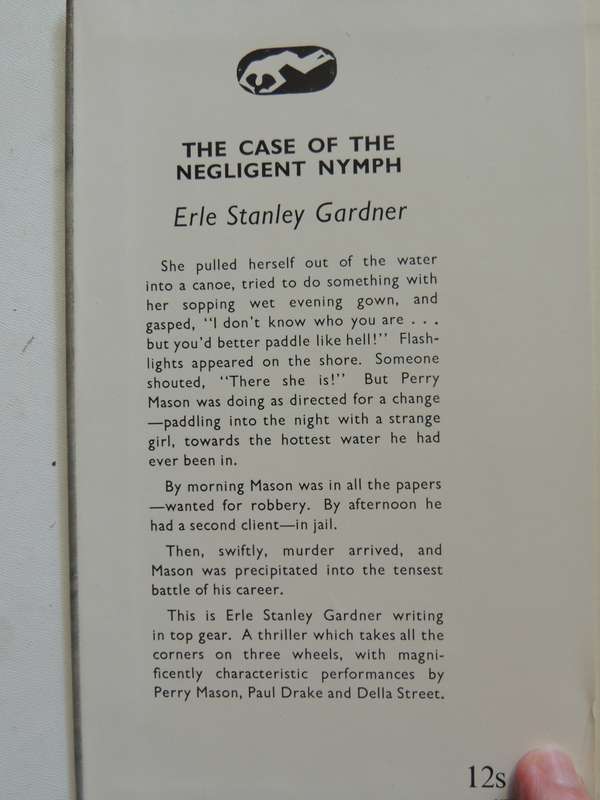 THE CASE OF THE
NEGLIGENT NYMPH
Erle Stanley Gardner
She pulled herself out of the water
into a canoe, tried to do something with
her sopping wet evening gown, and
gasped, "I don't know who you are . . .
but you'd better paddle like hell!" Flash-
lights appeared on the shore. Someone
shouted, "There she is!" But Perry
Mason was doing as directed for a change
—paddling into the night with a strange
girl, towards the hottest water he had
ever been in.
By morning Mason was in all the papers
—wanted for robbery. By afternoon he
had a second client—in jail.
Then, swiftly, murder arrived, and
Mason was precipitated into the tensest
battle of his career.
This is Erle Stanley Gardner writing
in top gear. A thriller which takes all the
corners on three wheels, with magni-
ficently characteristic performances by
Perry Mason, Paul Drake and Della Street.
12s